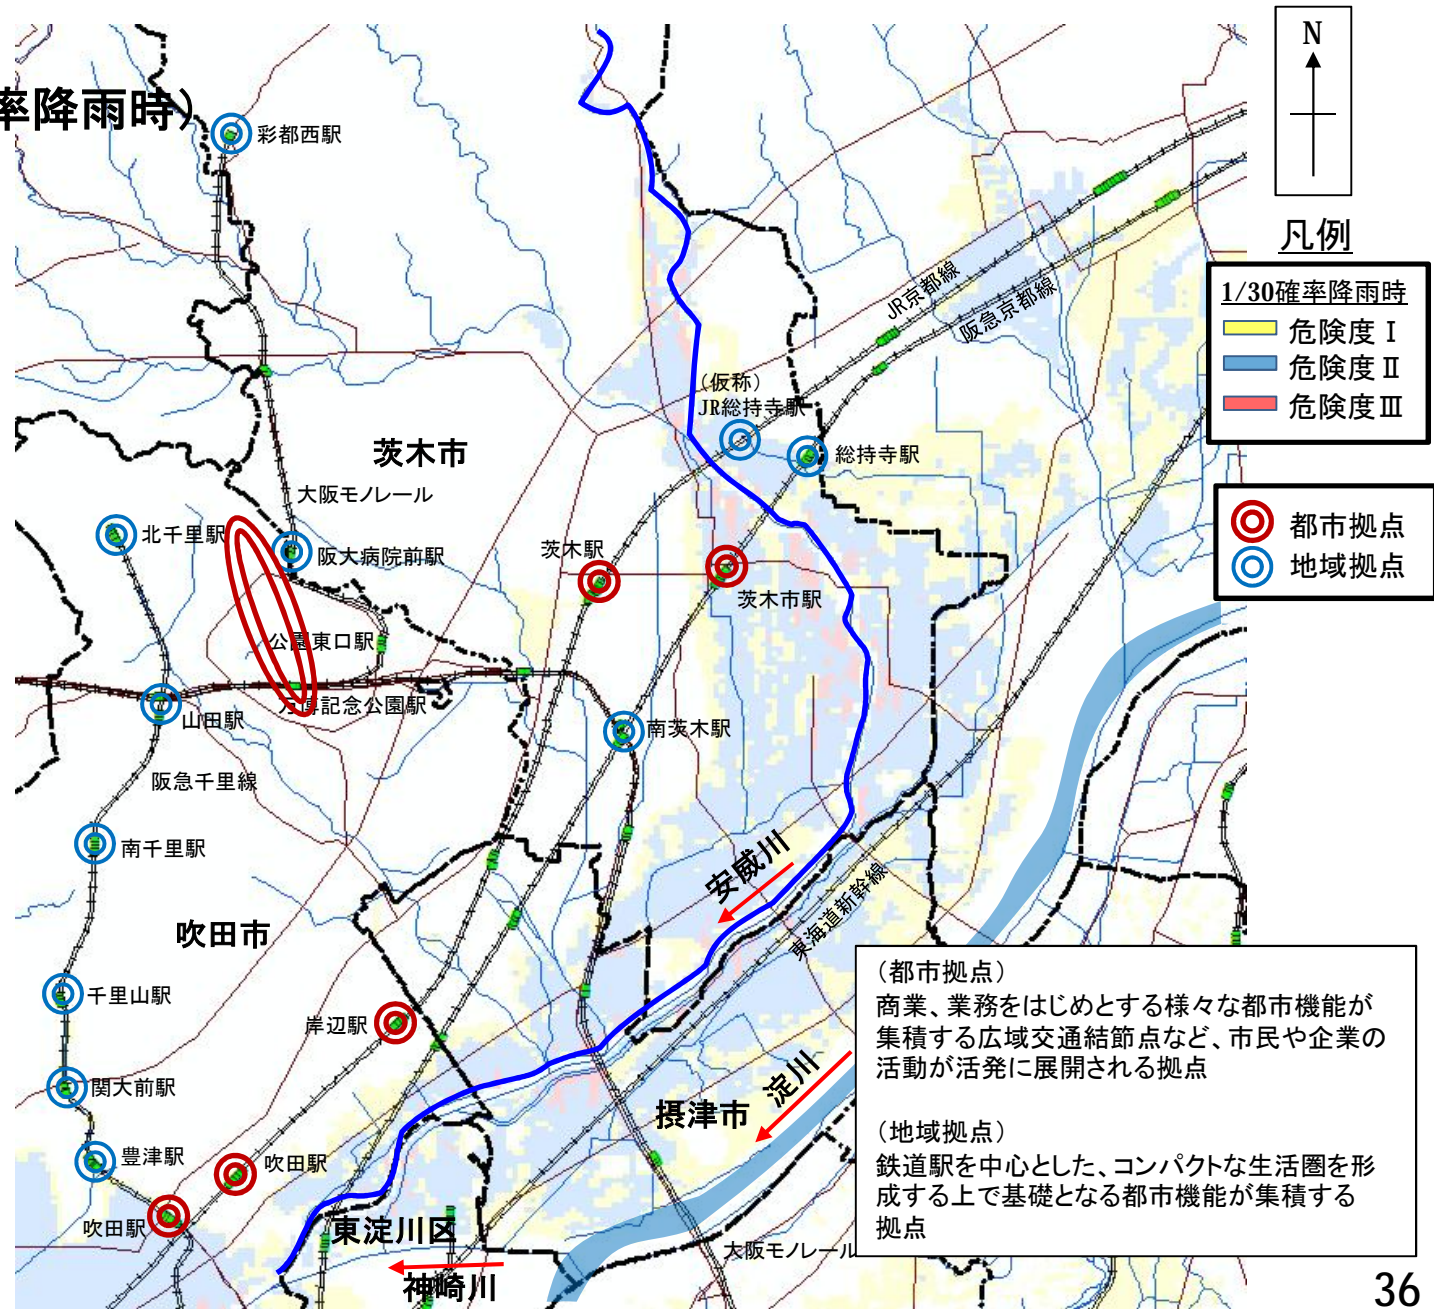 率降雨時）
N
凡例
1/30確率降雨時
危険度Ⅰ
危険度Ⅱ
危険度Ⅲ
都市拠点
地域拠点
彩都西駅
JR京都線
阪急京都線
（仮称）
JR総持寺駅
総持寺駅
茨木市
大阪モノレール
北千里駅
阪大病院前駅
茨木駅
茨木市駅
公園東口駅
万博記念公園駅
山田駅
南茨木駅
阪急千里線
南千里駅
安威川
東海道新幹線
吹田市
千里山駅
岸辺駅
関大前駅
摂津市
淀川
豊津駅
吹田駅
吹田駅
東淀川区
神崎川
大阪モノレール
（都市拠点）
商業、業務をはじめとする様々な都市機能が
集積する広域交通結節点など、市民や企業の
活動が活発に展開される拠点
（地域拠点）
鉄道駅を中心とした、コンパクトな生活圏を形
成する上で基礎となる都市機能が集積する
拠点
36